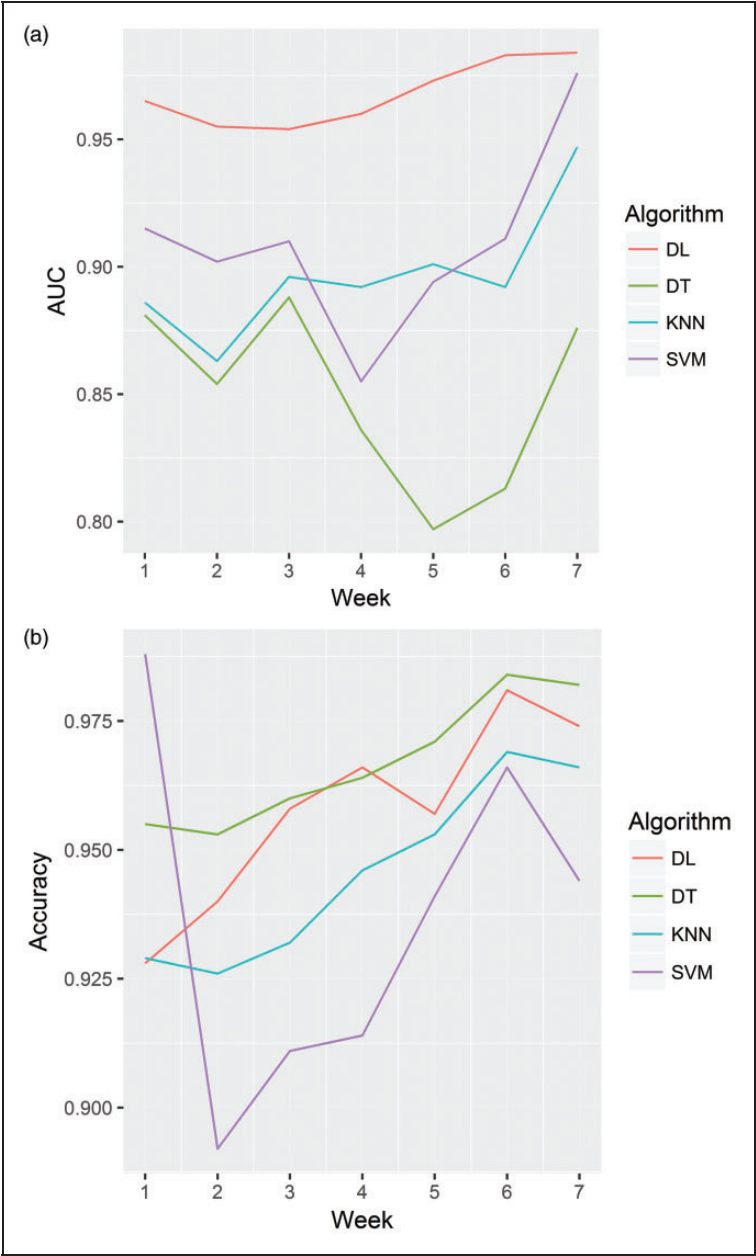 (a)
0.95
0.90
0.85
0.80
AUC
1 2 3 4 5 6 7
Week
Algorithm
DL
DT
KNN
SVM
(b)
0.975
0.950
0.925
0.900
Accuracy
1 2 3 4 5 6 7
Week
Algorithm
DL
DT
KNN
SVM